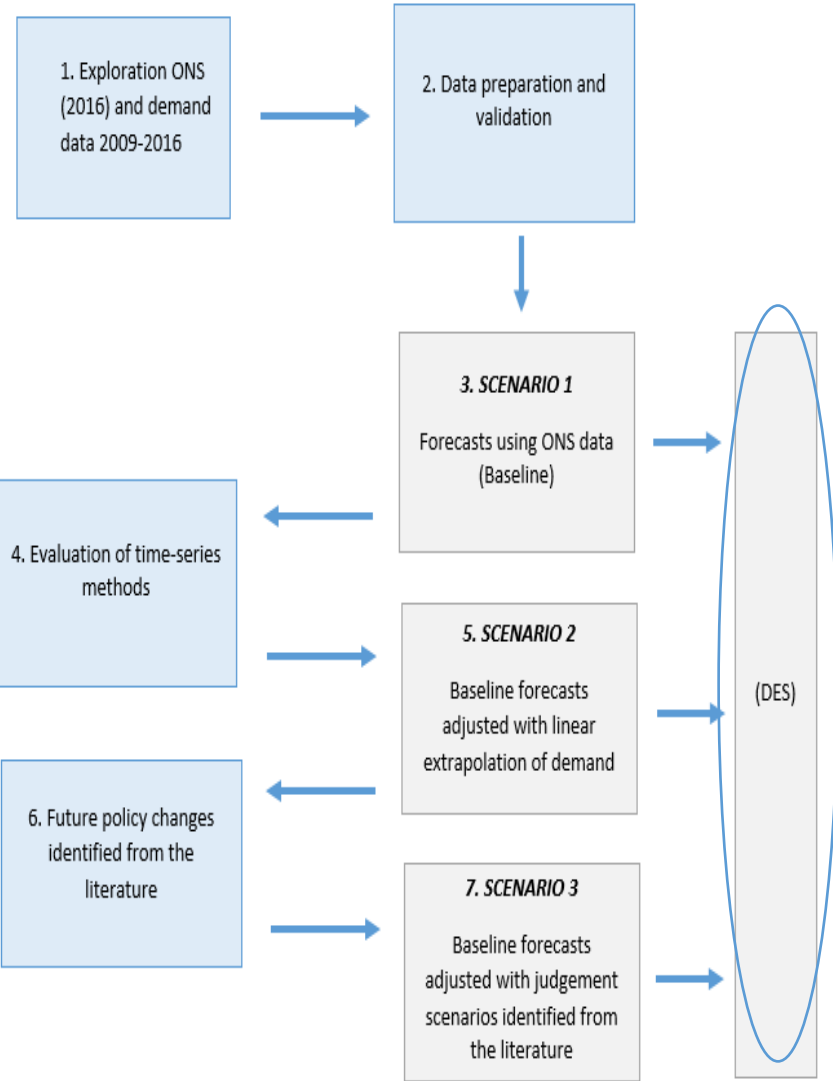 1. Exploration ONS
(2016) and demand
data 2009-2016
2. Data preparation and
validation
3. SCENARIO 1
Forecasts using ONS data
(Baseline)
4. Evaluation of time-series
methods
5. SCENARIO 2
Baseline forecasts
adjusted with linear
extrapolation of demand
(DES)
6. Future policy changes
identified from the
literature
7. SCENARIO 3
Baseline forecasts
adjusted with judgement
scenarios identified from
the literature